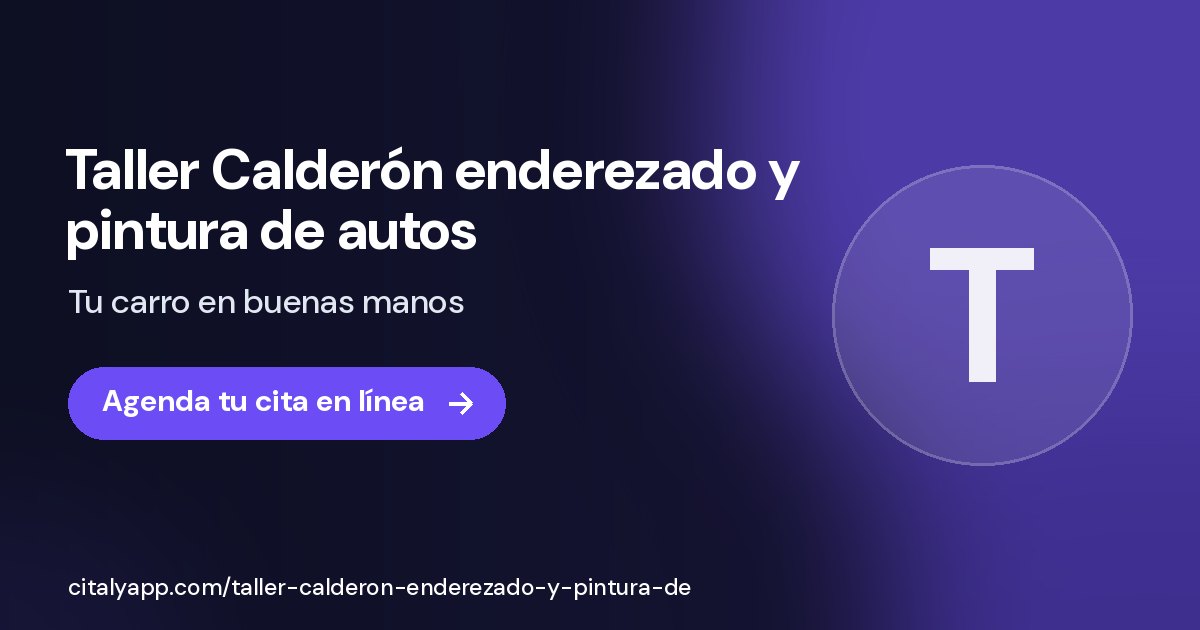 Taller Calderón enderezado y
pintura de autos
Tu carro en buenas manos
Agenda tu cita en línea →
T
citalyapp.com/taller-calderon-enderezado-y-pintura-de